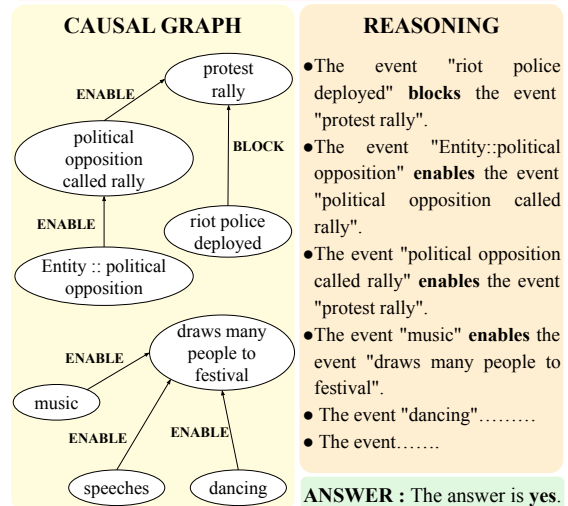 CAUSAL GRAPH
protest
rally
ENABLE
political
opposition
called rally
BLOCK
ENABLE
riot police
deployed
Entity :: political
opposition
draws many
people to
festival
ENABLE
music
ENABLE
ENABLE
speeches
dancing
REASONING
●The event "riot police
deployed" blocks the event
"protest rally".
●The event "Entity::political
opposition" enables the event
"political opposition called
rally".
●The event "political opposition
called rally" enables the event
"protest rally".
●The event "music" enables the
event "draws many people to
festival".
● The event "dancing"………
● The event…….
ANSWER : The answer is yes.